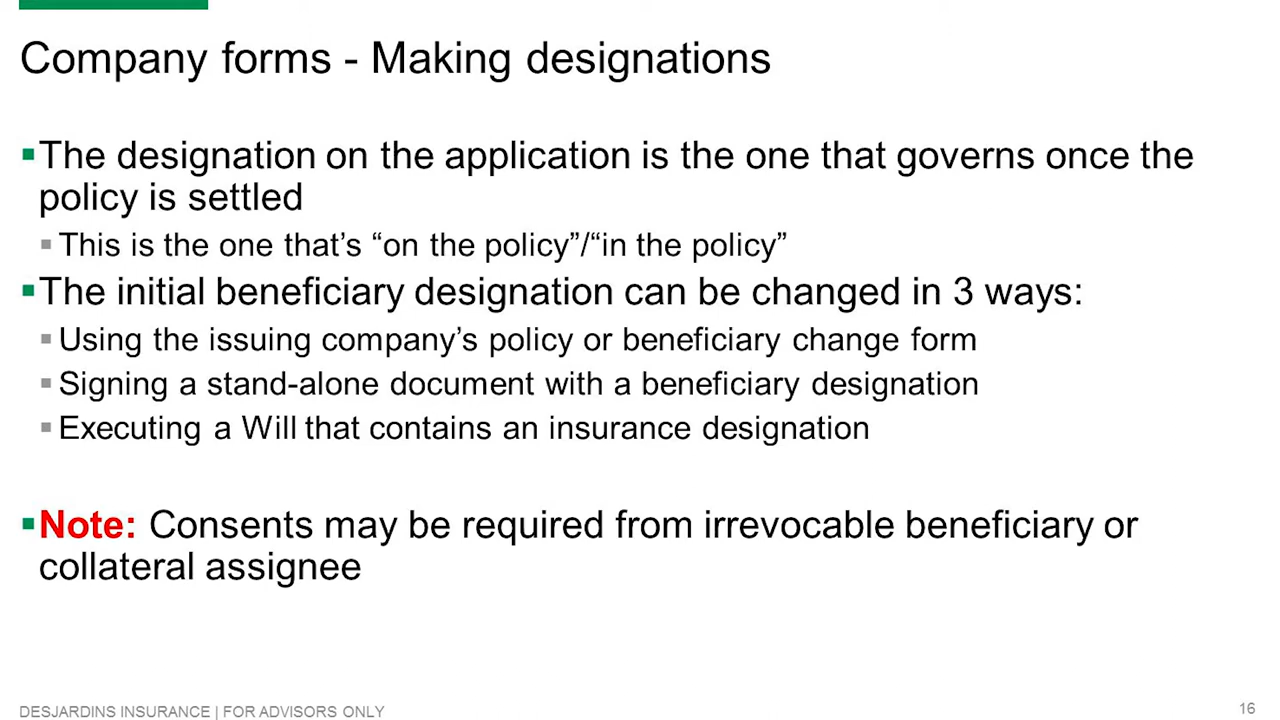 Company forms - Making designations
▪The designation on the application is the one that governs once the
policy is settled
▪This is the one that’s “on the policy”/“in the policy”
▪The initial beneficiary designation can be changed in 3 ways:
▪Using the issuing company’s policy or beneficiary change form
▪Signing a stand-alone document with a beneficiary designation
▪Executing a Will that contains an insurance designation
▪Note: Consents may be required from irrevocable beneficiary or
collateral assignee
DESJARDINS INSURANCE | FOR ADVISORS ONLY
16